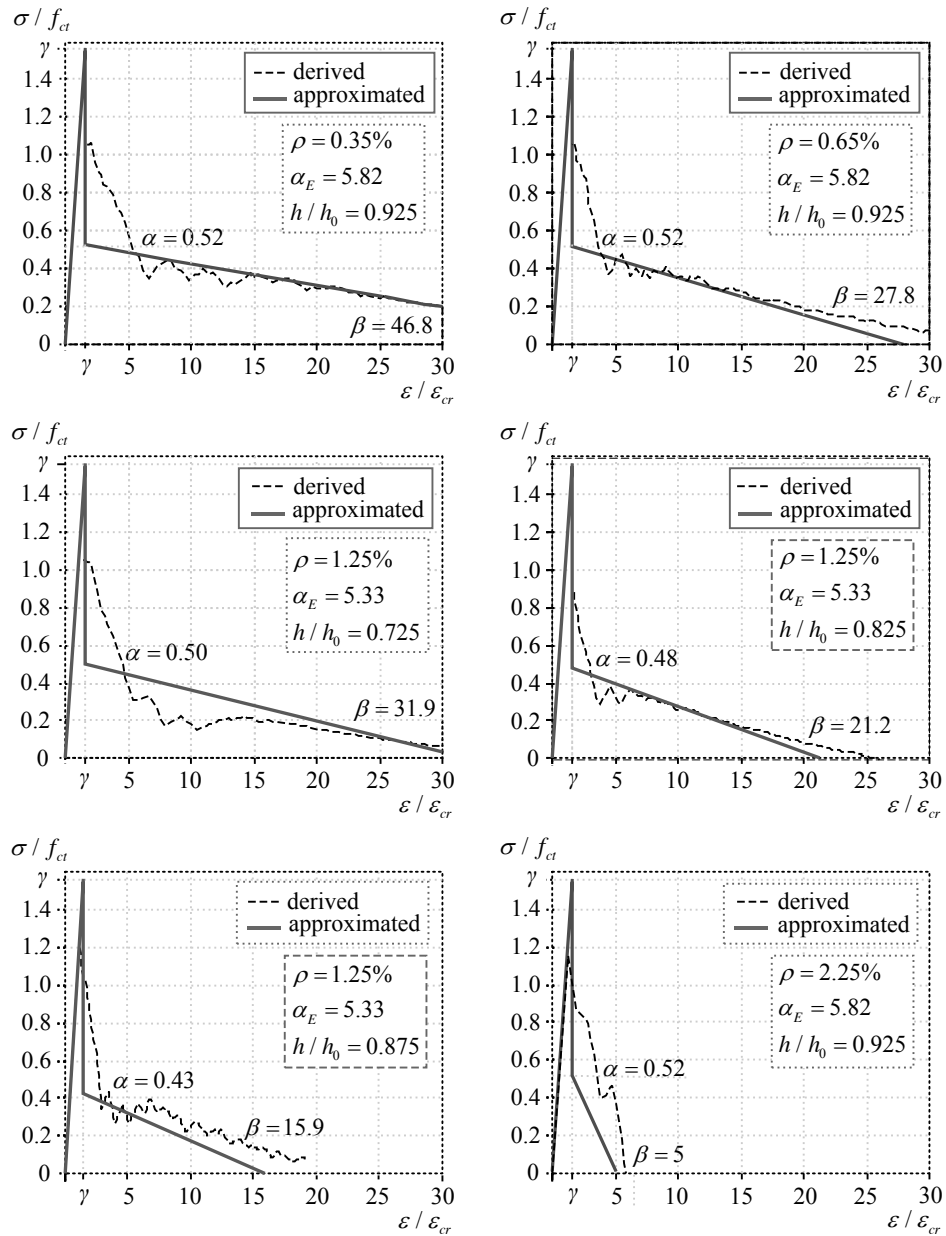 σ / f_ct
γ
1.4
1.2
1.0
0.8
0.6
0.4
0.2
0
derived
approximated
ρ = 0.35%
α_E = 5.82
h / h_0 = 0.925
α = 0.52
β = 46.8
γ 5 10 15 20 25 30
ε / ε_cr
σ / f_ct
γ
1.4
1.2
1.0
0.8
0.6
0.4
0.2
0
derived
approximated
ρ = 0.65%
α_E = 5.82
h / h_0 = 0.925
α = 0.52
β = 27.8
γ 5 10 15 20 25 30
ε / ε_cr
σ / f_ct
γ
1.4
1.2
1.0
0.8
0.6
0.4
0.2
0
derived
approximated
ρ = 1.25%
α_E = 5.33
h / h_0 = 0.725
α = 0.50
β = 31.9
γ 5 10 15 20 25 30
ε / ε_cr
σ / f_ct
γ
1.4
1.2
1.0
0.8
0.6
0.4
0.2
0
derived
approximated
ρ = 1.25%
α_E = 5.33
h / h_0 = 0.825
α = 0.48
β = 21.2
γ 5 10 15 20 25 30
ε / ε_cr
σ / f_ct
γ
1.4
1.2
1.0
0.8
0.6
0.4
0.2
0
derived
approximated
ρ = 1.25%
α_E = 5.33
h / h_0 = 0.875
α = 0.43
β = 15.9
γ 5 10 15 20 25 30
ε / ε_cr
σ / f_ct
γ
1.4
1.2
1.0
0.8
0.6
0.4
0.2
0
derived
approximated
ρ = 2.25%
α_E = 5.82
h / h_0 = 0.925
α = 0.52
β = 5
γ 5 10 15 20 25 30
ε / ε_cr